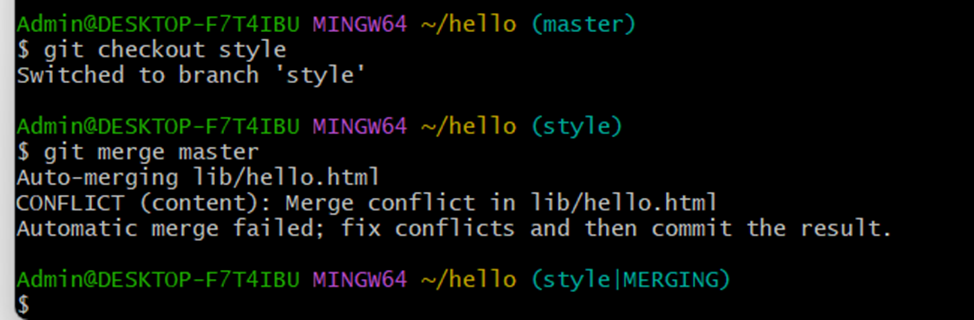 Admin@DESKTOP-F7T4IBU MINGW64 ~/hello (master)
$ git checkout style
Switched to branch 'style'
Admin@DESKTOP-F7T4IBU MINGW64 ~/hello (style)
$ git merge master
Auto-merging lib/hello.html
CONFLICT (content): Merge conflict in lib/hello.html
Automatic merge failed; fix conflicts and then commit the result.
Admin@DESKTOP-F7T4IBU MINGW64 ~/hello (style|MERGING)
$